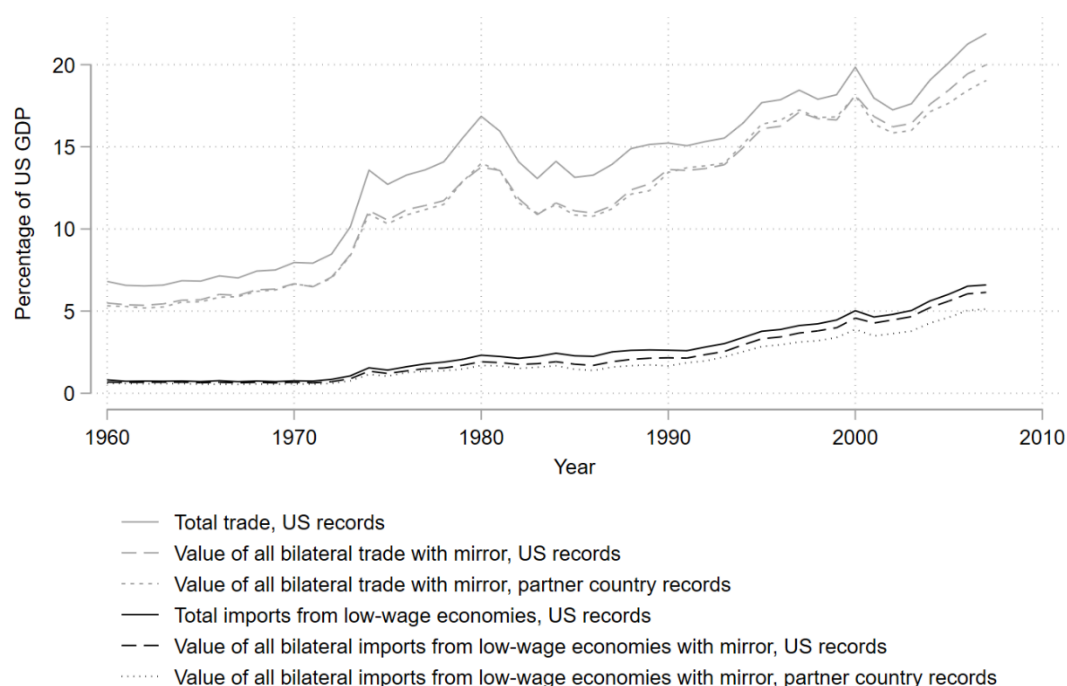 Percentage of US GDP
20
15
10
5
0
1960 1970 1980 1990 2000 2010
Year
Total trade, US records
Value of all bilateral trade with mirror, US records
Value of all bilateral trade with mirror, partner country records
Total imports from low-wage economies, US records
Value of all bilateral imports from low-wage economies with mirror, US records
Value of all bilateral imports from low-wage economies with mirror, partner country records